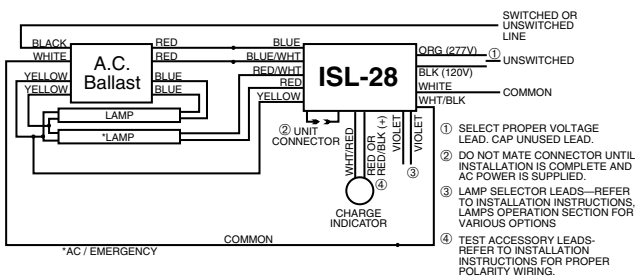 SWITCHED OR
UNSWITCHED
LINE
BLACK
RED
BLUE
ORG (277V)
①
UNSWITCHED
WHITE
A.C.
Ballast
RED
BLUE/WHT
ISL-28
BLK (120V)
YELLOW
BLUE
RED/WHT
WHITE
COMMON
YELLOW
BLUE
RED
WHT/BLK
YELLOW
LAMP
*LAMP
② UNIT
CONNECTOR
WHT/RED
RED OR
RED/BLK (+)
VIOLET
VIOLET
④
③
CHARGE
INDICATOR
COMMON
*AC / EMERGENCY
① SELECT PROPER VOLTAGE
LEAD. CAP UNUSED LEAD.
② DO NOT MATE CONNECTOR UNTIL
INSTALLATION IS COMPLETE AND
AC POWER IS SUPPLIED.
③ LAMP SELECTOR LEADS—REFER
TO INSTALLATION INSTRUCTIONS,
LAMPS OPERATION SECTION FOR
VARIOUS OPTIONS
④ TEST ACCESSORY LEADS-
REFER TO INSTALLATION
INSTRUCTIONS FOR PROPER
POLARITY WIRING.